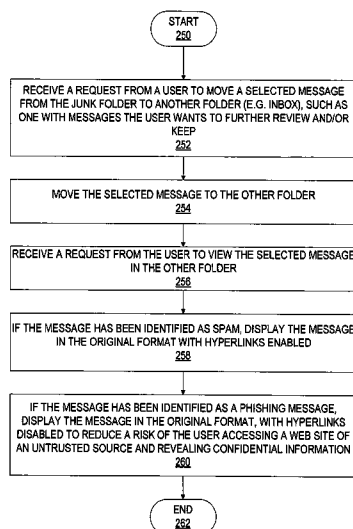 START
250
RECEIVE A REQUEST FROM A USER TO MOVE A SELECTED MESSAGE
FROM THE JUNK FOLDER TO ANOTHER FOLDER (E.G. INBOX), SUCH AS
ONE WITH MESSAGES THE USER WANTS TO FURTHER REVIEW AND/OR
KEEP
252
MOVE THE SELECTED MESSAGE TO THE OTHER FOLDER
254
RECEIVE A REQUEST FROM THE USER TO VIEW THE SELECTED MESSAGE
IN THE OTHER FOLDER
256
IF THE MESSAGE HAS BEEN IDENTIFIED AS SPAM, DISPLAY THE MESSAGE
IN THE ORIGINAL FORMAT WITH HYPERLINKS ENABLED
258
IF THE MESSAGE HAS BEEN IDENTIFIED AS A PHISHING MESSAGE,
DISPLAY THE MESSAGE IN THE ORIGINAL FORMAT, WITH HYPERLINKS
DISABLED TO REDUCE A RISK OF THE USER ACCESSING A WEB SITE OF
AN UNTRUSTED SOURCE AND REVEALING CONFIDENTIAL INFORMATION
260
END
262